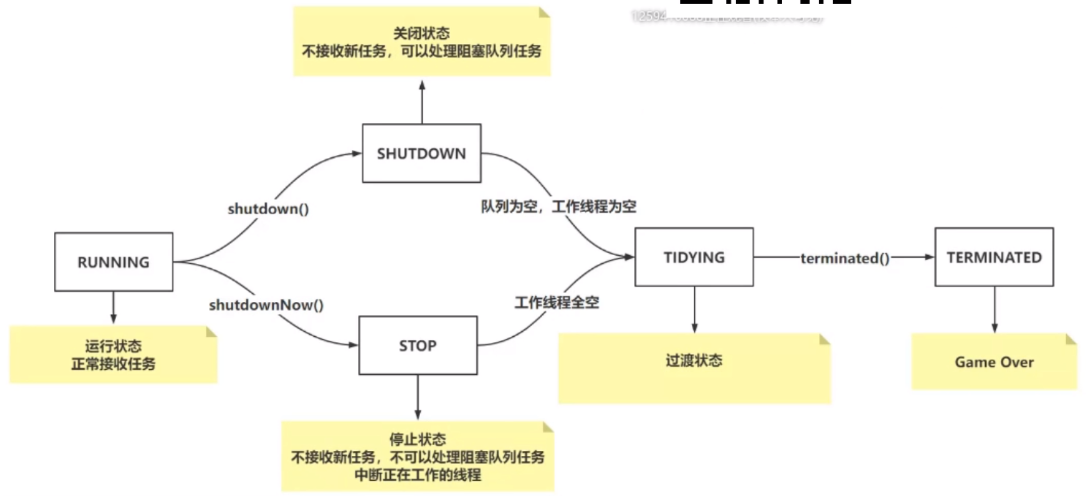 关闭状态
不接收新任务，可以处理阻塞队列任务
SHUTDOWN
shutdown()
队列为空，工作线程为空
RUNNING
TIDYING
terminated()
TERMINATED
shutdownNow()
工作线程全空
运行状态
正常接收任务
STOP
过渡状态
Game Over
停止状态
不接收新任务，不可以处理阻塞队列任务
中断正在工作的线程